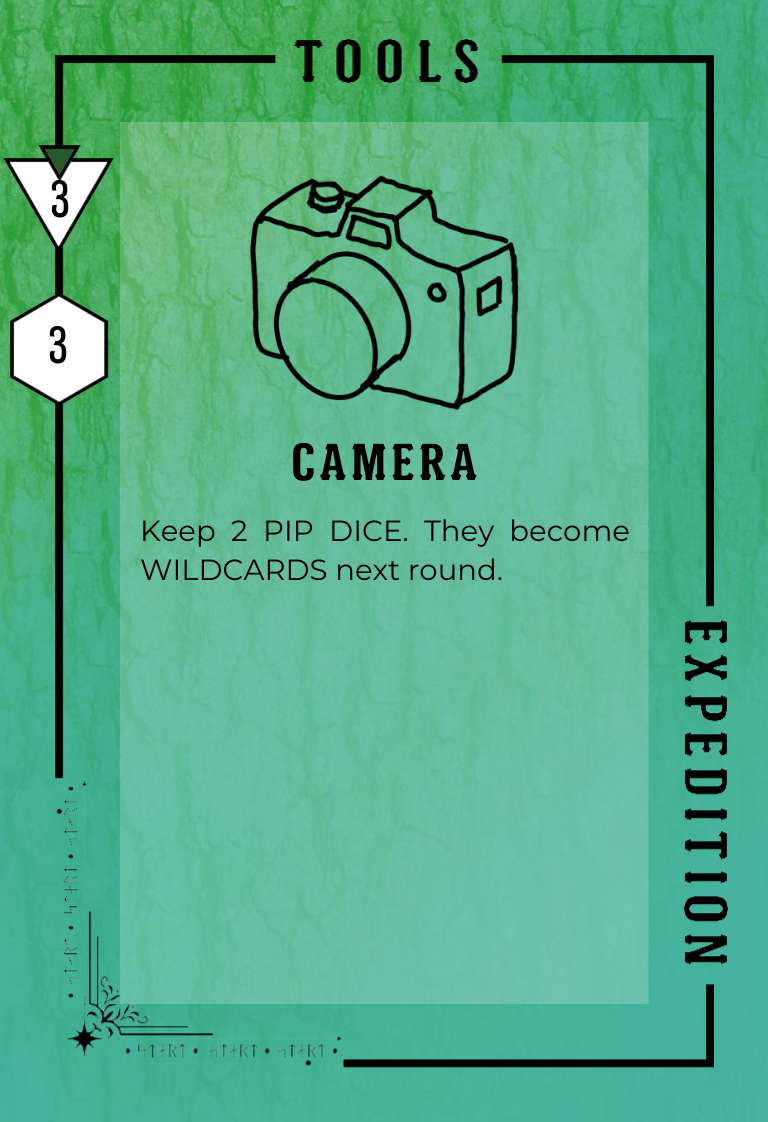 TOOLS
3
3
CAMERA
Keep 2 PIP DICE. They become
WILDCARDS next round.
EXPEDITION